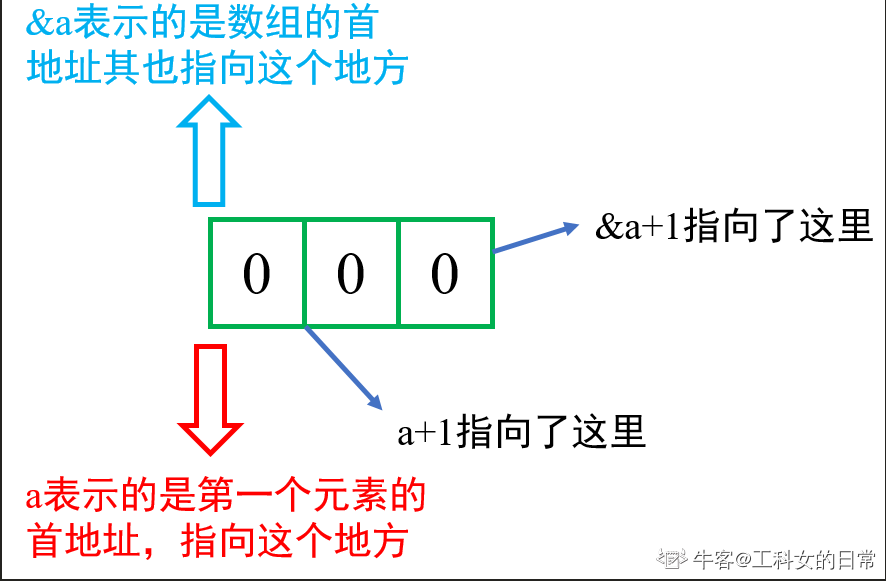 &a表示的是数组的首
地址其也指向这个地方
&a+1指向了这里
0 0 0
a+1指向了这里
a表示的是第一个元素的
首地址，指向这个地方
牛客@工科女的日常